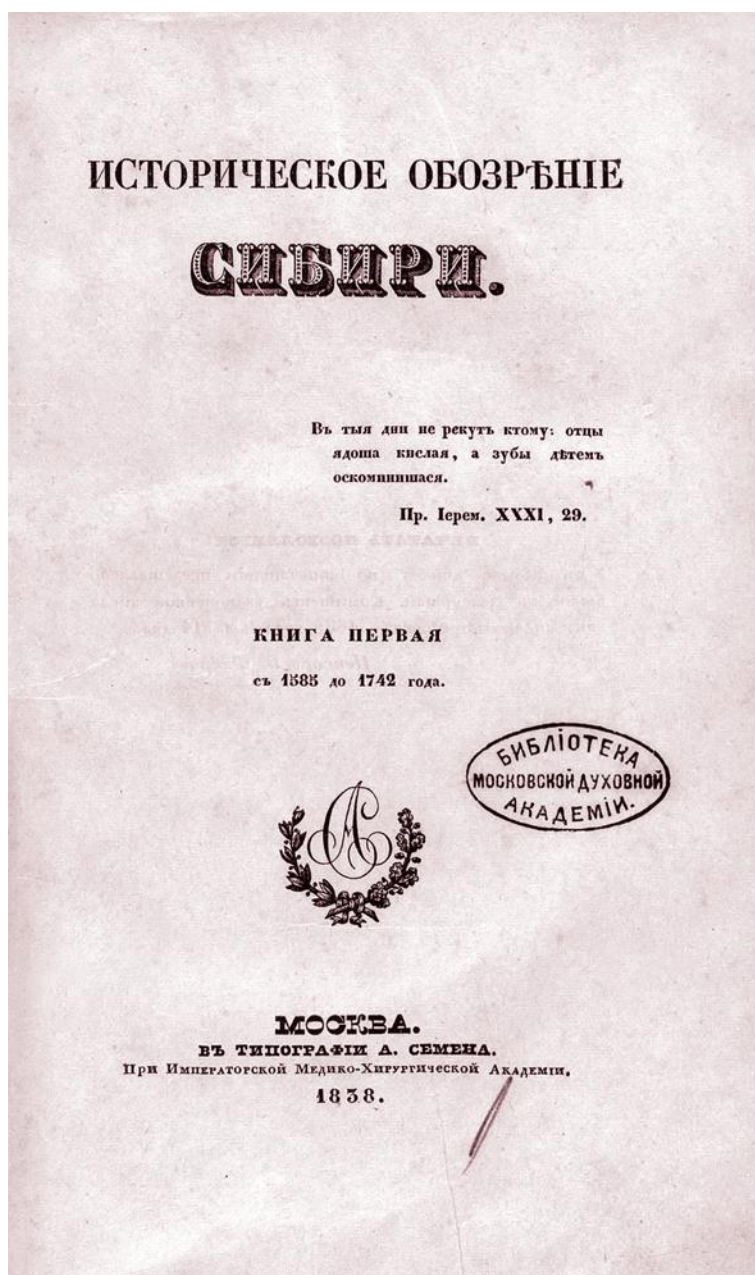 ИСТОРИЧЕСКОЕ ОБОЗРѢНІЕ
СИБИРИ.
Въ тыя дни не рекутъ ктому: отцы
ядоша кислая, а зубы дѣтемъ
оскоминишася.
Пр. Іерем. XXXI, 29.
КНИГА ПЕРВАЯ
съ 1585 до 1742 года.
БИБЛІОТЕКА
МОСКОВСКОЙ ДУХОВНОЙ
АКАДЕМІИ.
МОСКВА.
ВЪ ТИПОГРАФІИ А. СЕМЕНА.
При Императорской Медико-Хирургической Академіи.
1838.